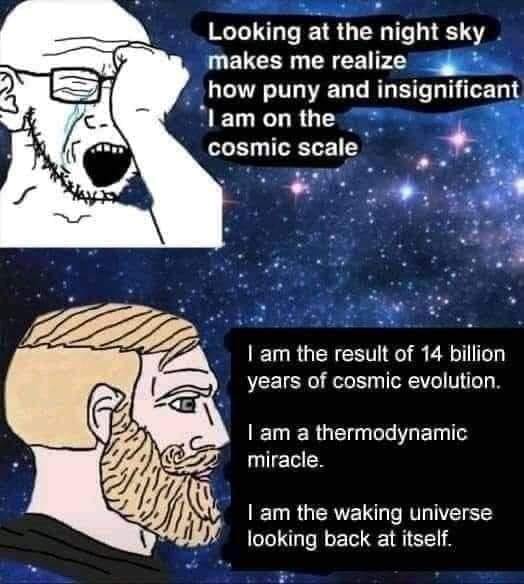 Looking at the night sky
makes me realize
how puny and insignificant
I am on the
cosmic scale
I am the result of 14 billion
years of cosmic evolution.
I am a thermodynamic
miracle.
I am the waking universe
looking back at itself.